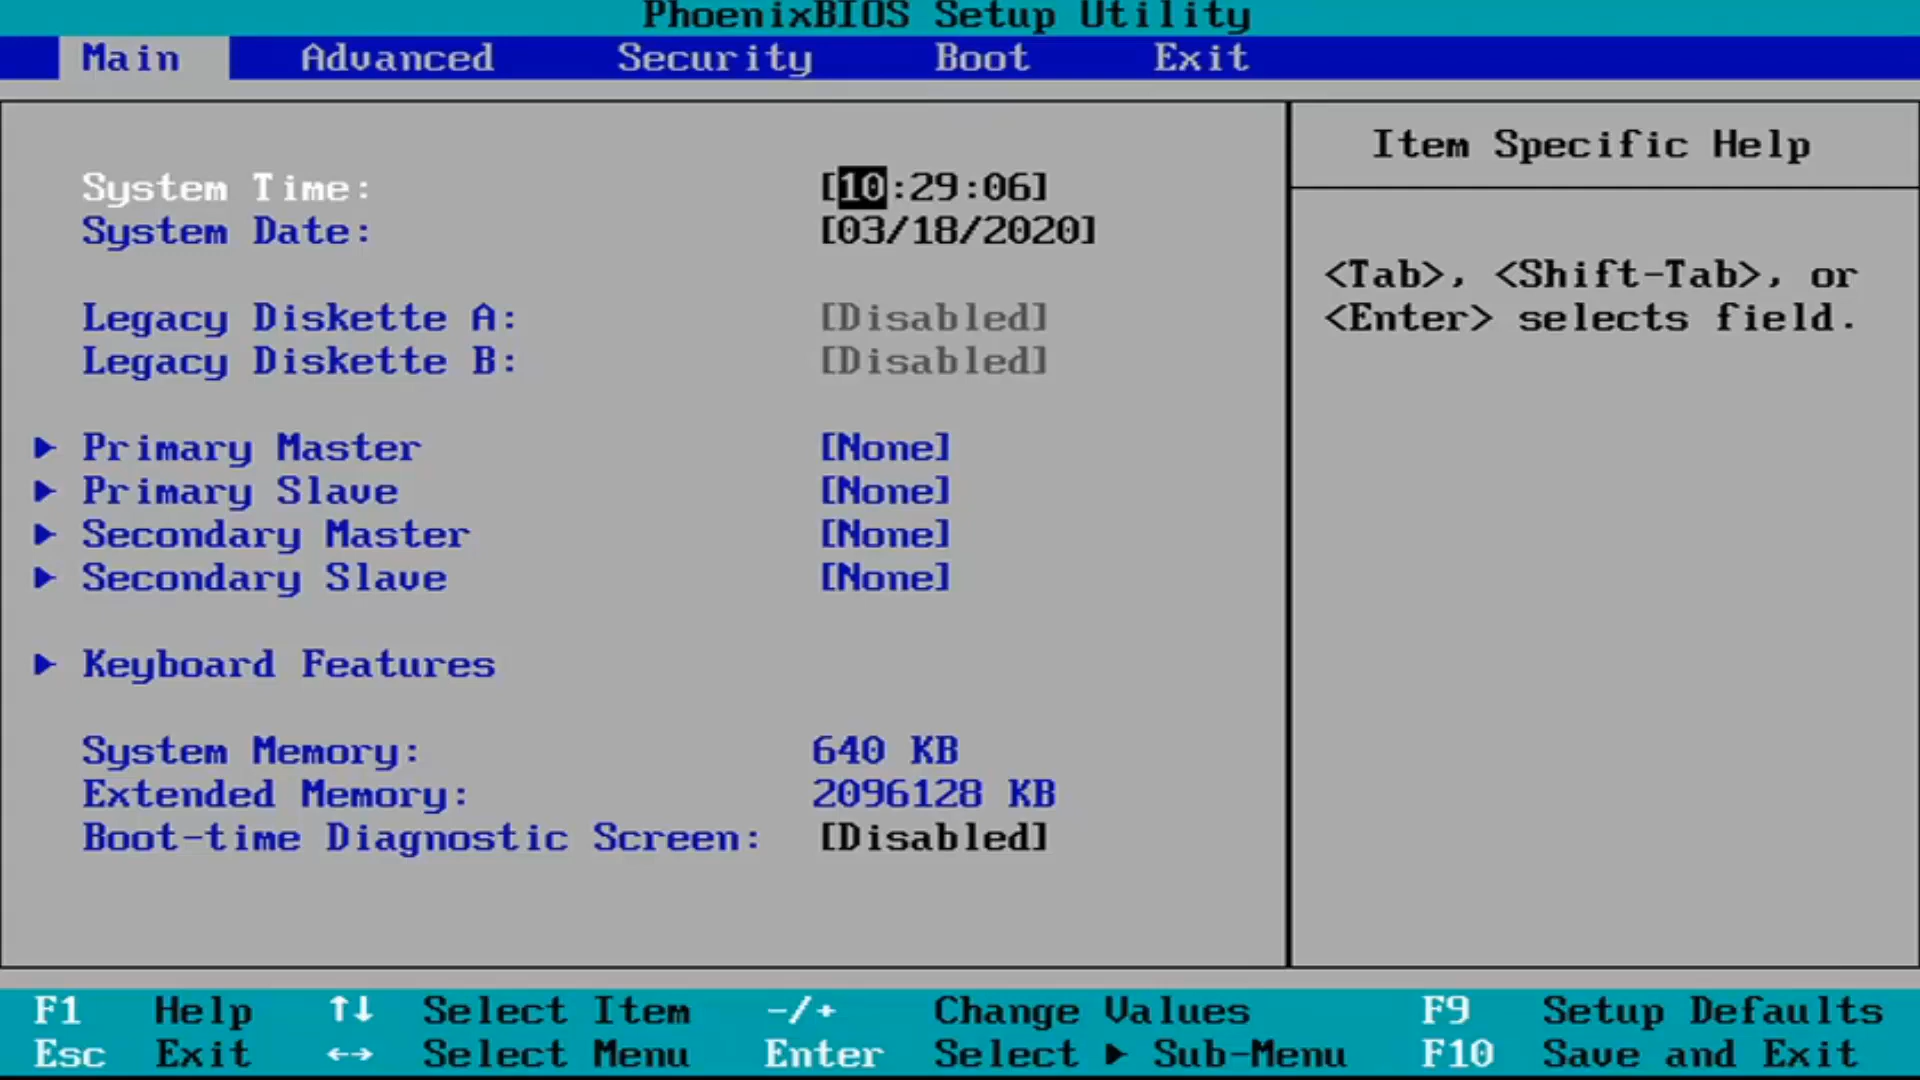 PhoenixBIOS Setup Utility
Main Advanced Security Boot Exit
System Time: [10:29:06]
System Date: [03/18/2020]
Legacy Diskette A: [Disabled]
Legacy Diskette B: [Disabled]
▶ Primary Master [None]
▶ Primary Slave [None]
▶ Secondary Master [None]
▶ Secondary Slave [None]
▶ Keyboard Features
System Memory: 640 KB
Extended Memory: 2096128 KB
Boot-time Diagnostic Screen: [Disabled]
Item Specific Help
<Tab>, <Shift-Tab>, or
<Enter> selects field.
F1 Help ↑↓ Select Item -/+ Change Values F9 Setup Defaults
Esc Exit ↔ Select Menu Enter Select ▶ Sub-Menu F10 Save and Exit